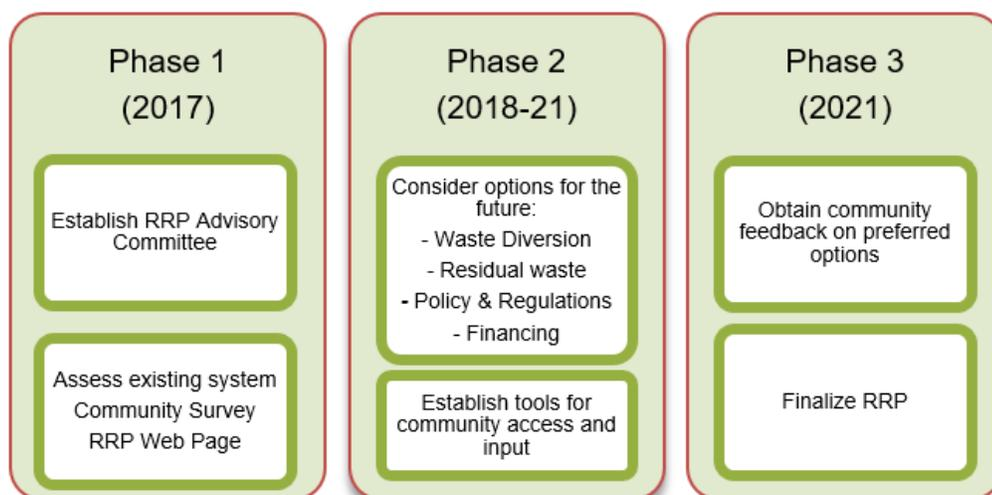 Phase 1
(2017)
Establish RRP Advisory
Committee
Assess existing system
Community Survey
RRP Web Page
Phase 2
(2018-21)
Consider options for the
future:
- Waste Diversion
- Residual waste
- Policy & Regulations
- Financing
Establish tools for
community access and
input
Phase 3
(2021)
Obtain community
feedback on preferred
options
Finalize RRP